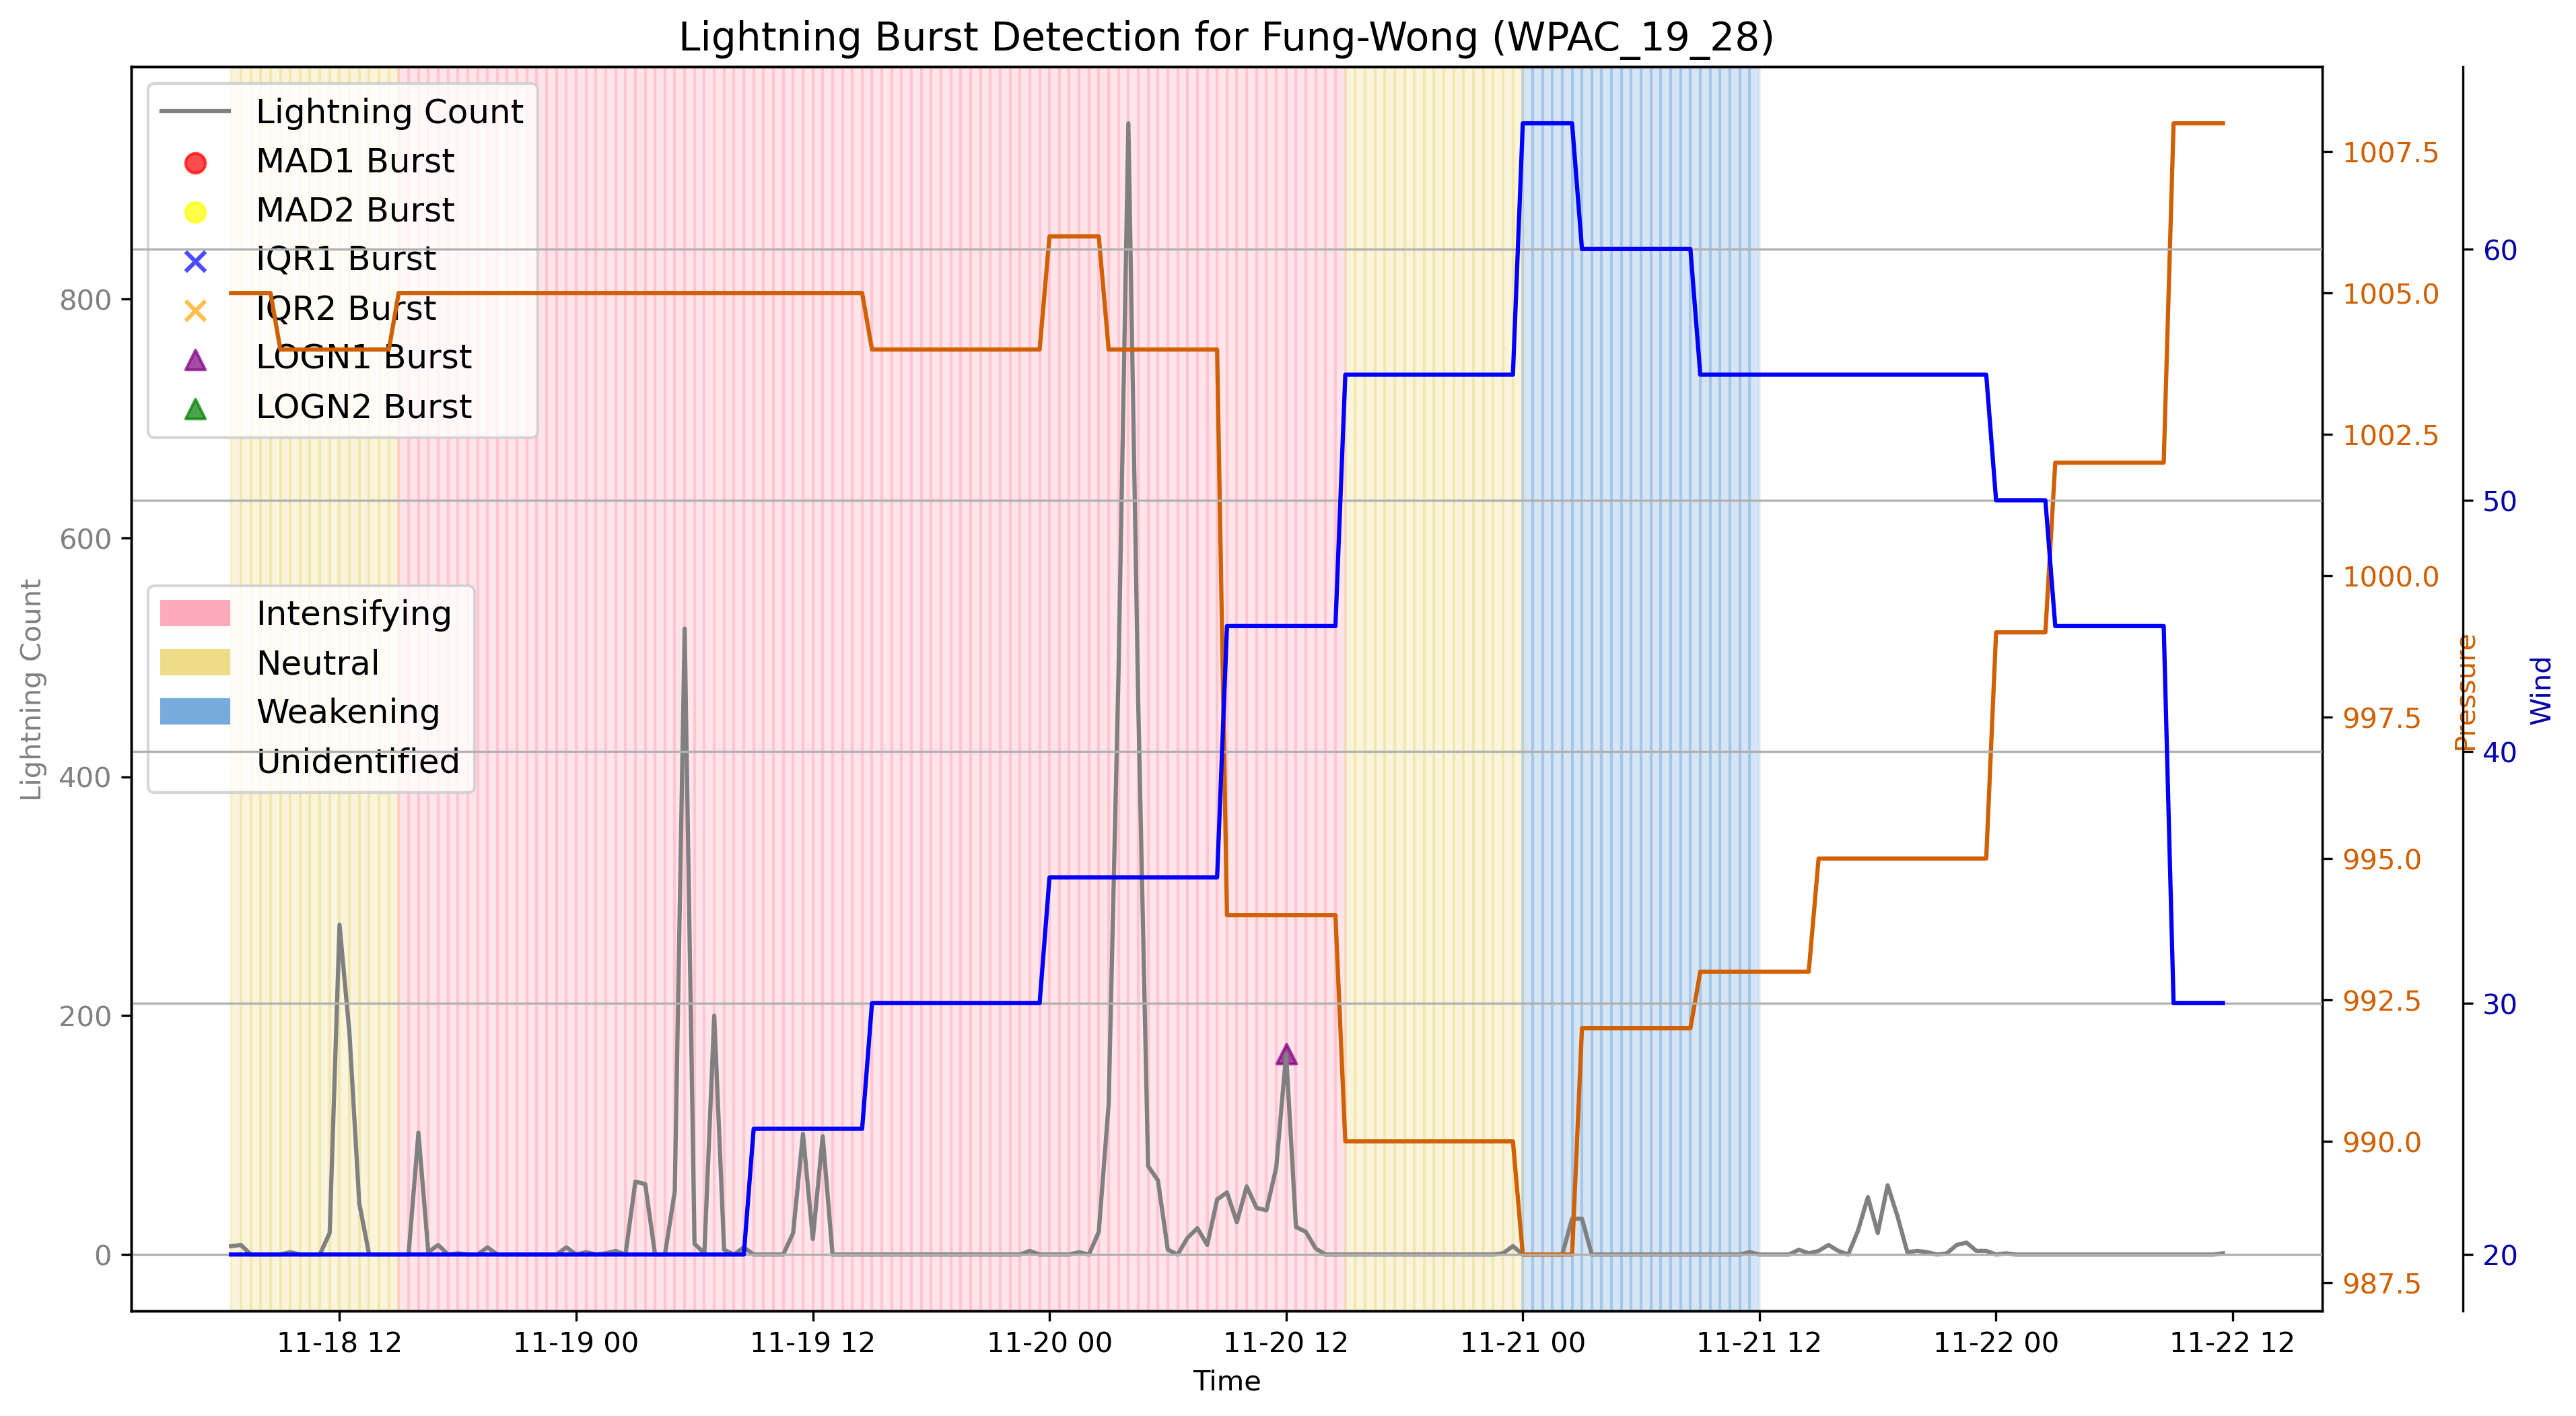 Lightning Burst Detection for Fung-Wong (WPAC_19_28)
Lightning Count
MAD1 Burst
MAD2 Burst
IQR1 Burst
IQR2 Burst
LOGN1 Burst
LOGN2 Burst
Intensifying
Neutral
Weakening
Unidentified
Lightning Count
800
600
400
200
0
1007.5
1005.0
1002.5
1000.0
997.5
995.0
992.5
990.0
987.5
Pressure
60
50
40
30
20
Wind
11-18 12
11-19 00
11-19 12
11-20 00
11-20 12
11-21 00
11-21 12
11-22 00
11-22 12
Time